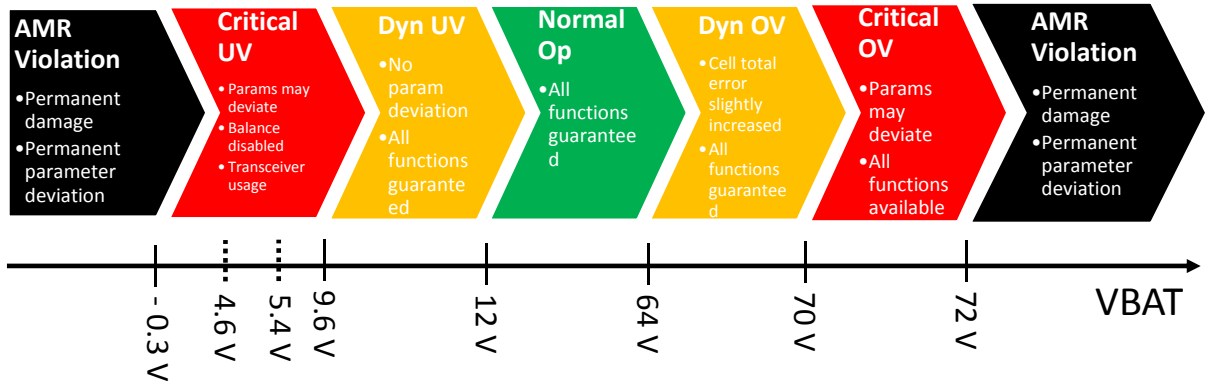 AMR
Violation
•Permanent
damage
•Permanent
parameter
deviation
Critical
UV
• Params may
deviate
• Balance
disabled
• Transceiver
usage
Dyn UV
•No
param
deviation
•All
functions
guarante
ed
Normal
Op
•All
functions
guarantee
d
Dyn OV
•Cell total
error
slightly
increased
•All
functions
guarantee
d
Critical
OV
•Params
may
deviate
•All
functions
available
AMR
Violation
•Permanent
damage
•Permanent
parameter
deviation
- 0.3 V
4.6 V
5.4 V
9.6 V
12 V
64 V
70 V
72 V
VBAT